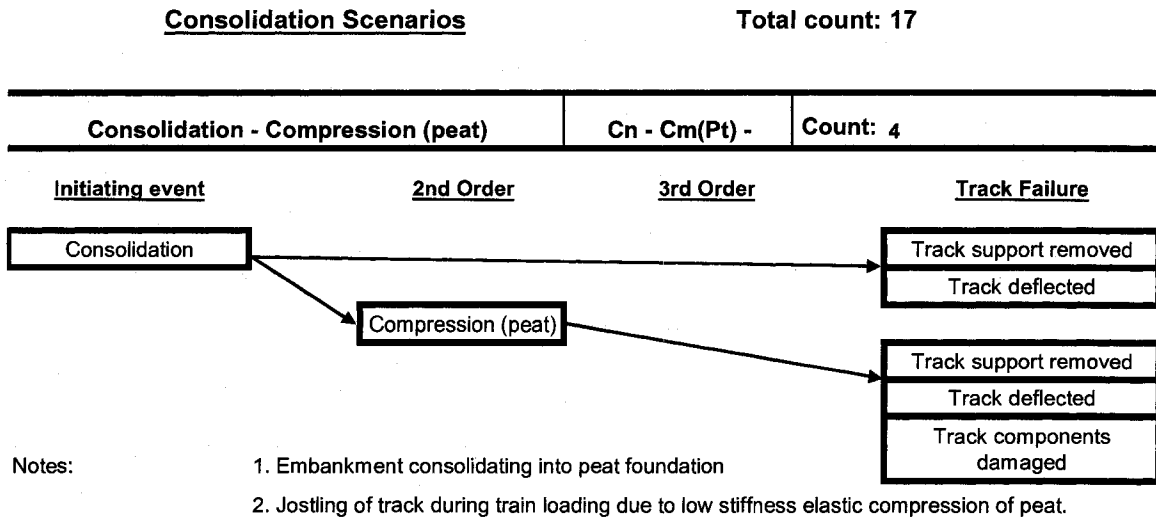 Consolidation Scenarios Total count: 17
Consolidation - Compression (peat) Cn - Cm(Pt) - Count: 4
Initiating event 2nd Order 3rd Order Track Failure
Consolidation
Track support removed
Track deflected
Compression (peat)
Track support removed
Track deflected
Track components
damaged
Notes: 1. Embankment consolidating into peat foundation
2. Jostling of track during train loading due to low stiffness elastic compression of peat.